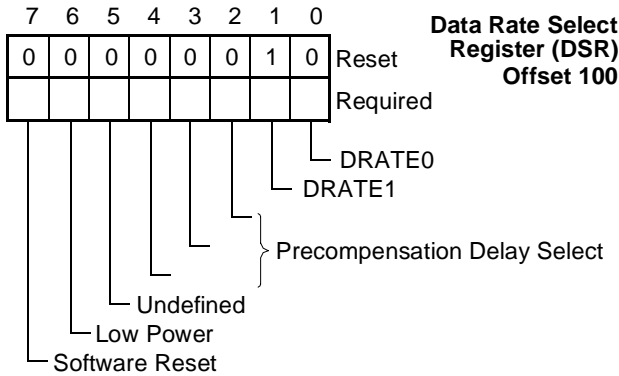 7 6 5 4 3 2 1 0
Data Rate Select
Register (DSR)
Offset 100
0 0 0 0 0 0 1 0 Reset
Required
DRATE0
DRATE1
Precompensation Delay Select
Undefined
Low Power
Software Reset